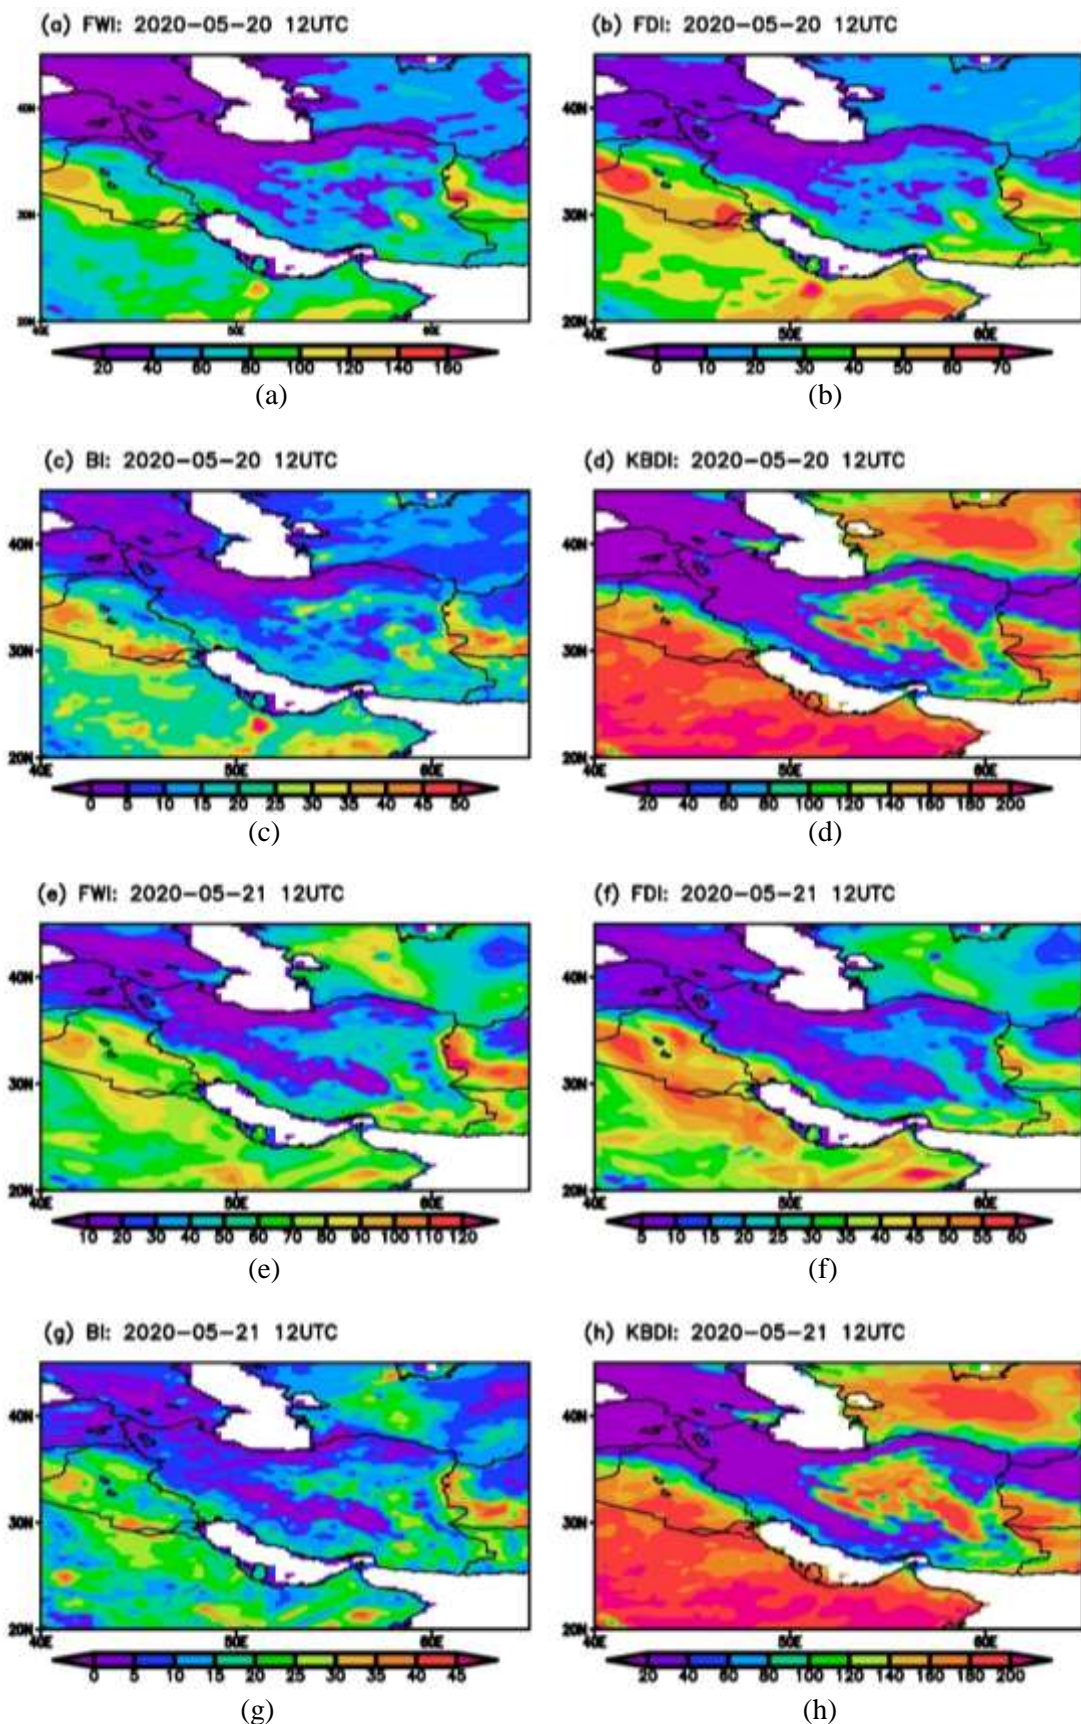 (a) FWI: 2020-05-20 12UTC
40N
30N
20N
40E 50E 60E
20 40 60 80 100 120 140 160
(a)
(b) FDI: 2020-05-20 12UTC
40N
30N
20N
40E 50E 60E
0 10 20 30 40 50 60 70
(b)
(c) BI: 2020-05-20 12UTC
40N
30N
20N
40E 50E 60E
0 5 10 15 20 25 30 35 40 45 50
(c)
(d) KBDI: 2020-05-20 12UTC
40N
30N
20N
40E 50E 60E
20 40 60 80 100 120 140 160 180 200
(d)
(e) FWI: 2020-05-21 12UTC
40N
30N
20N
40E 50E 60E
10 20 30 40 50 60 70 80 90 100 110 120
(e)
(f) FDI: 2020-05-21 12UTC
40N
30N
20N
40E 50E 60E
5 10 15 20 25 30 35 40 45 50 55 60
(f)
(g) BI: 2020-05-21 12UTC
40N
30N
20N
40E 50E 60E
0 5 10 15 20 25 30 35 40 45
(g)
(h) KBDI: 2020-05-21 12UTC
40N
30N
20N
40E 50E 60E
20 40 60 80 100 120 140 160 180 200
(h)